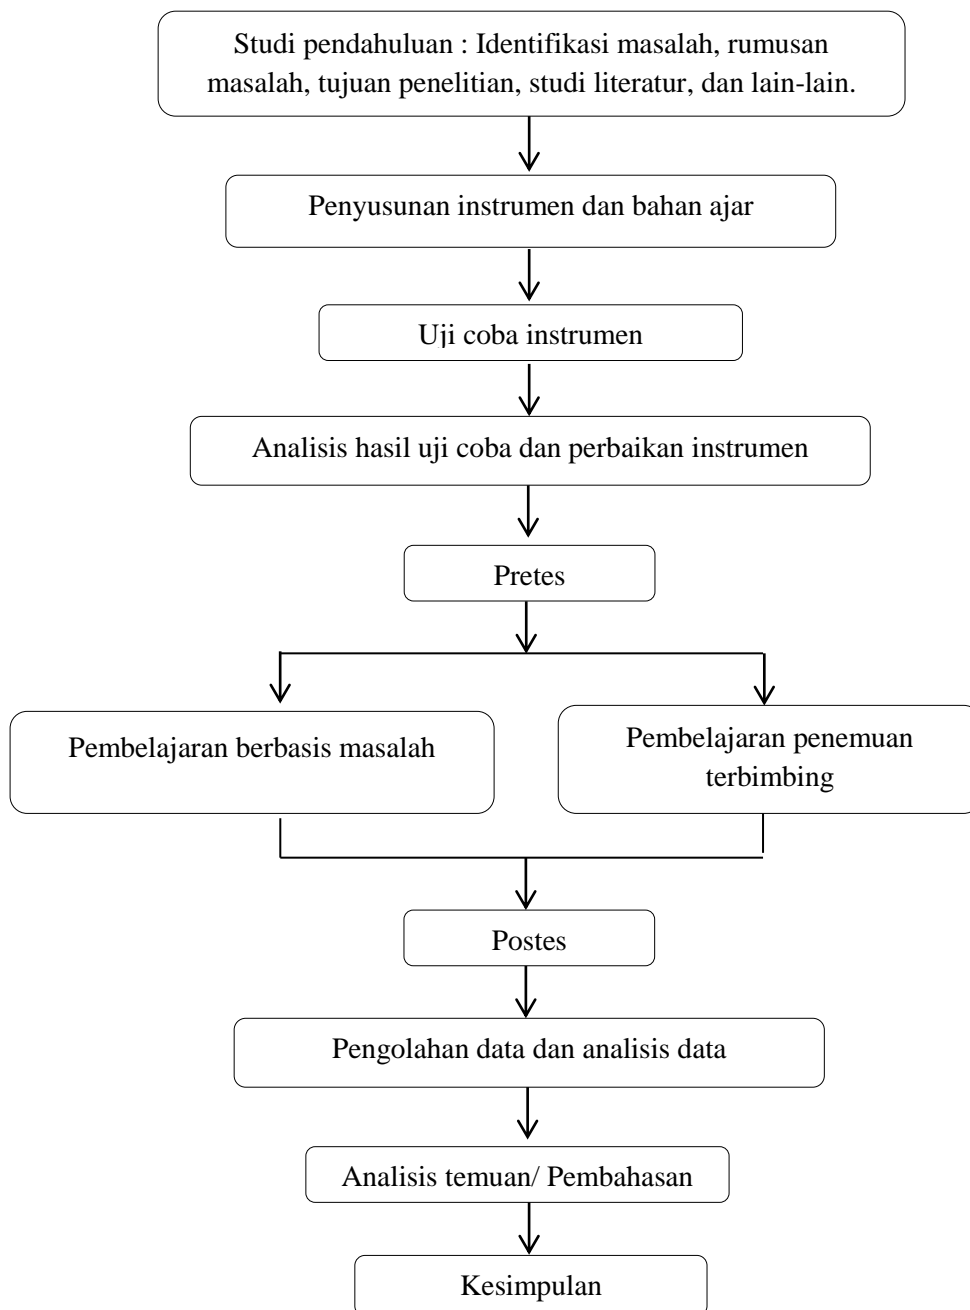 Studi pendahuluan : Identifikasi masalah, rumusan
masalah, tujuan penelitian, studi literatur, dan lain-lain.
Penyusunan instrumen dan bahan ajar
Uji coba instrumen
Analisis hasil uji coba dan perbaikan instrumen
Pretes
Pembelajaran berbasis masalah
Pembelajaran penemuan
terbimbing
Postes
Pengolahan data dan analisis data
Analisis temuan/ Pembahasan
Kesimpulan